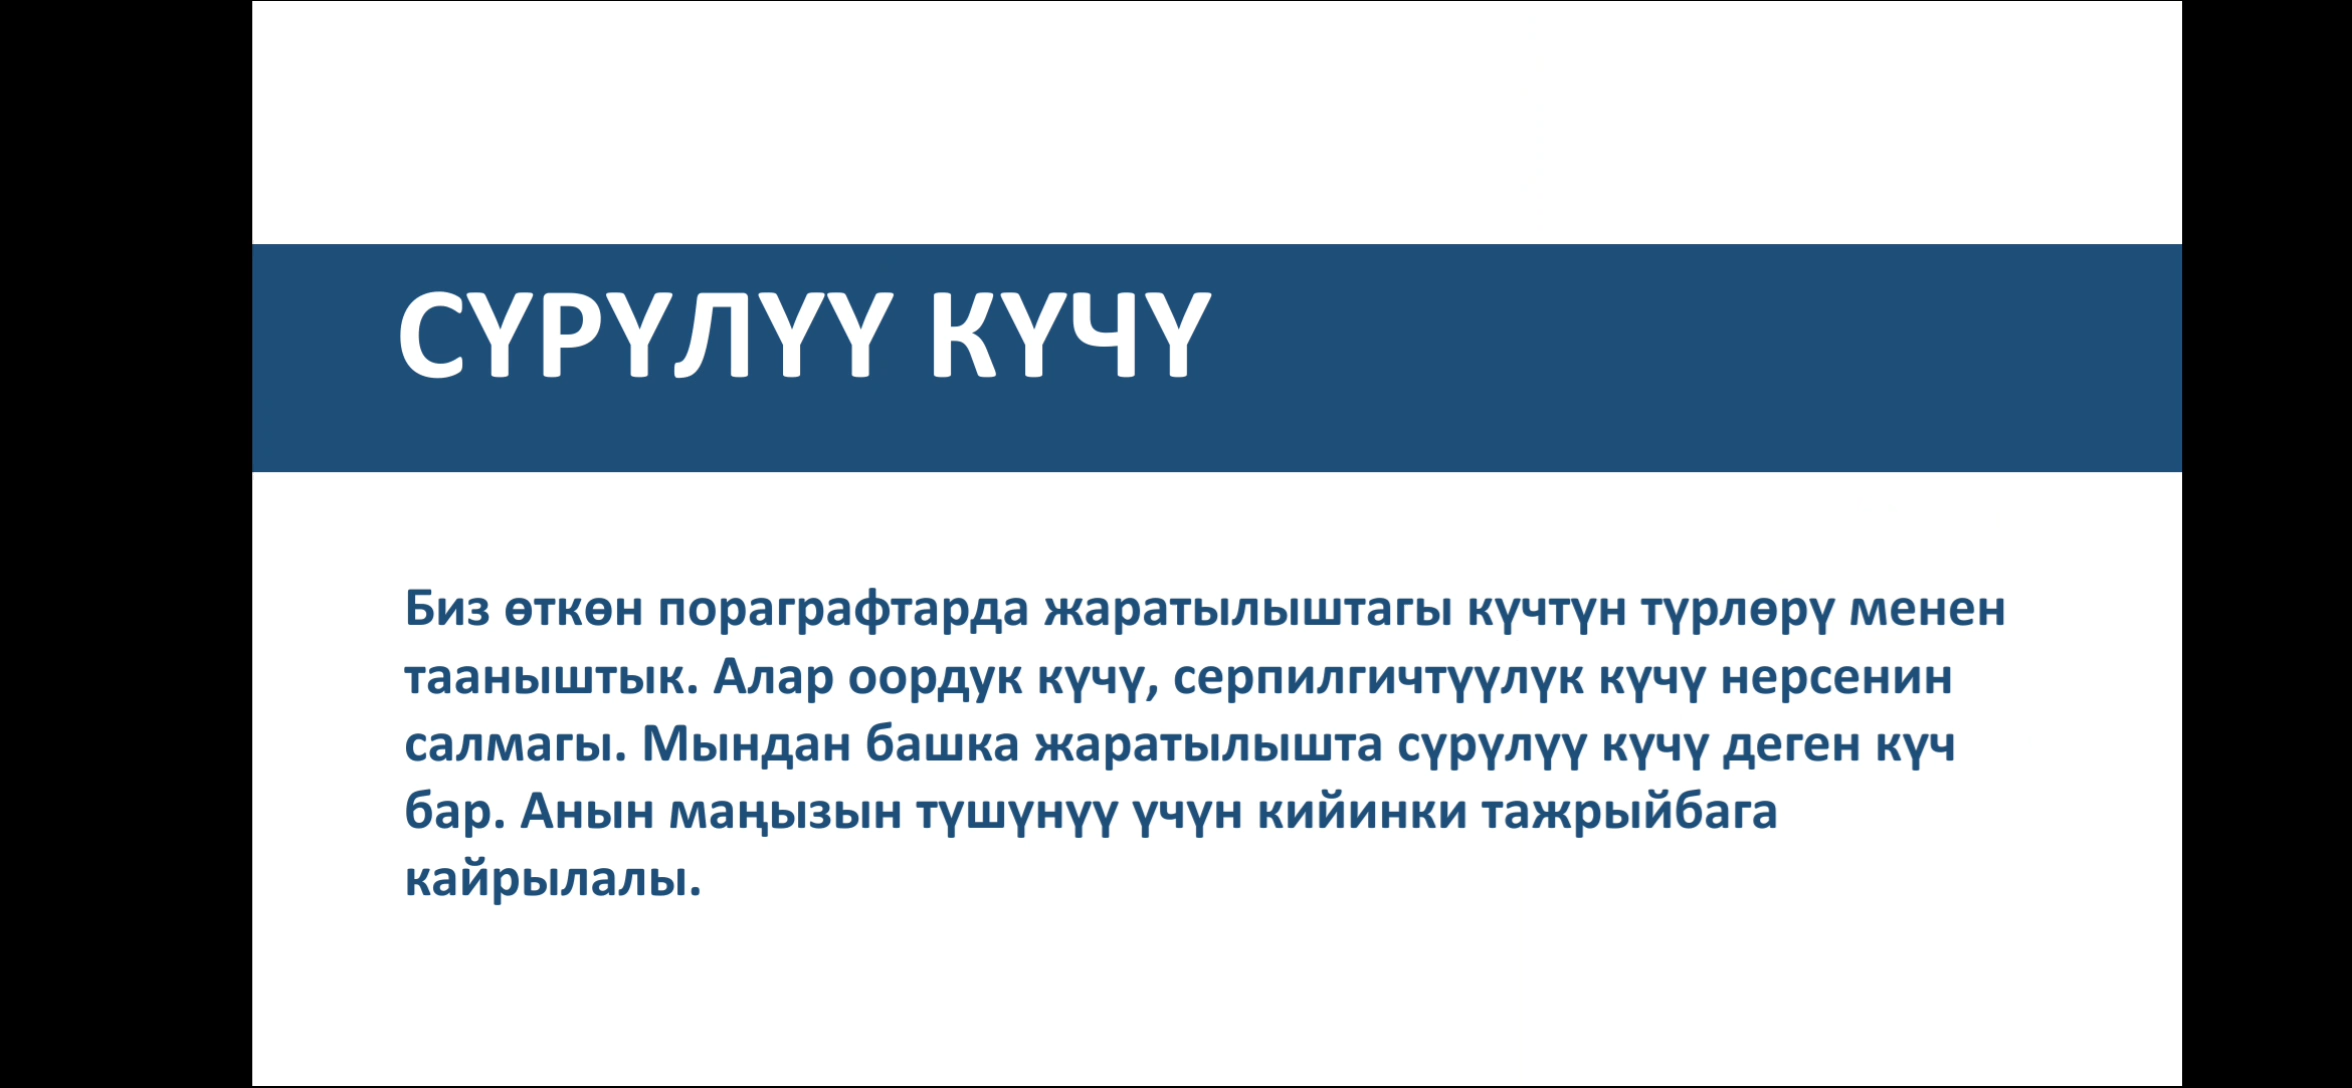 СҮРҮЛҮҮ КҮЧҮ
Биз өткөн пораграфтарда жаратылыштагы күчтүн түрлөрү менен
тааныштык. Алар оордук күчү, серпилгичтүүлүк күчү нерсенин
салмагы. Мындан башка жаратылышта сүрүлүү күчү деген күч
бар. Анын маңызын түшүнүү үчүн кийинки тажрыйбага
кайрылалы.